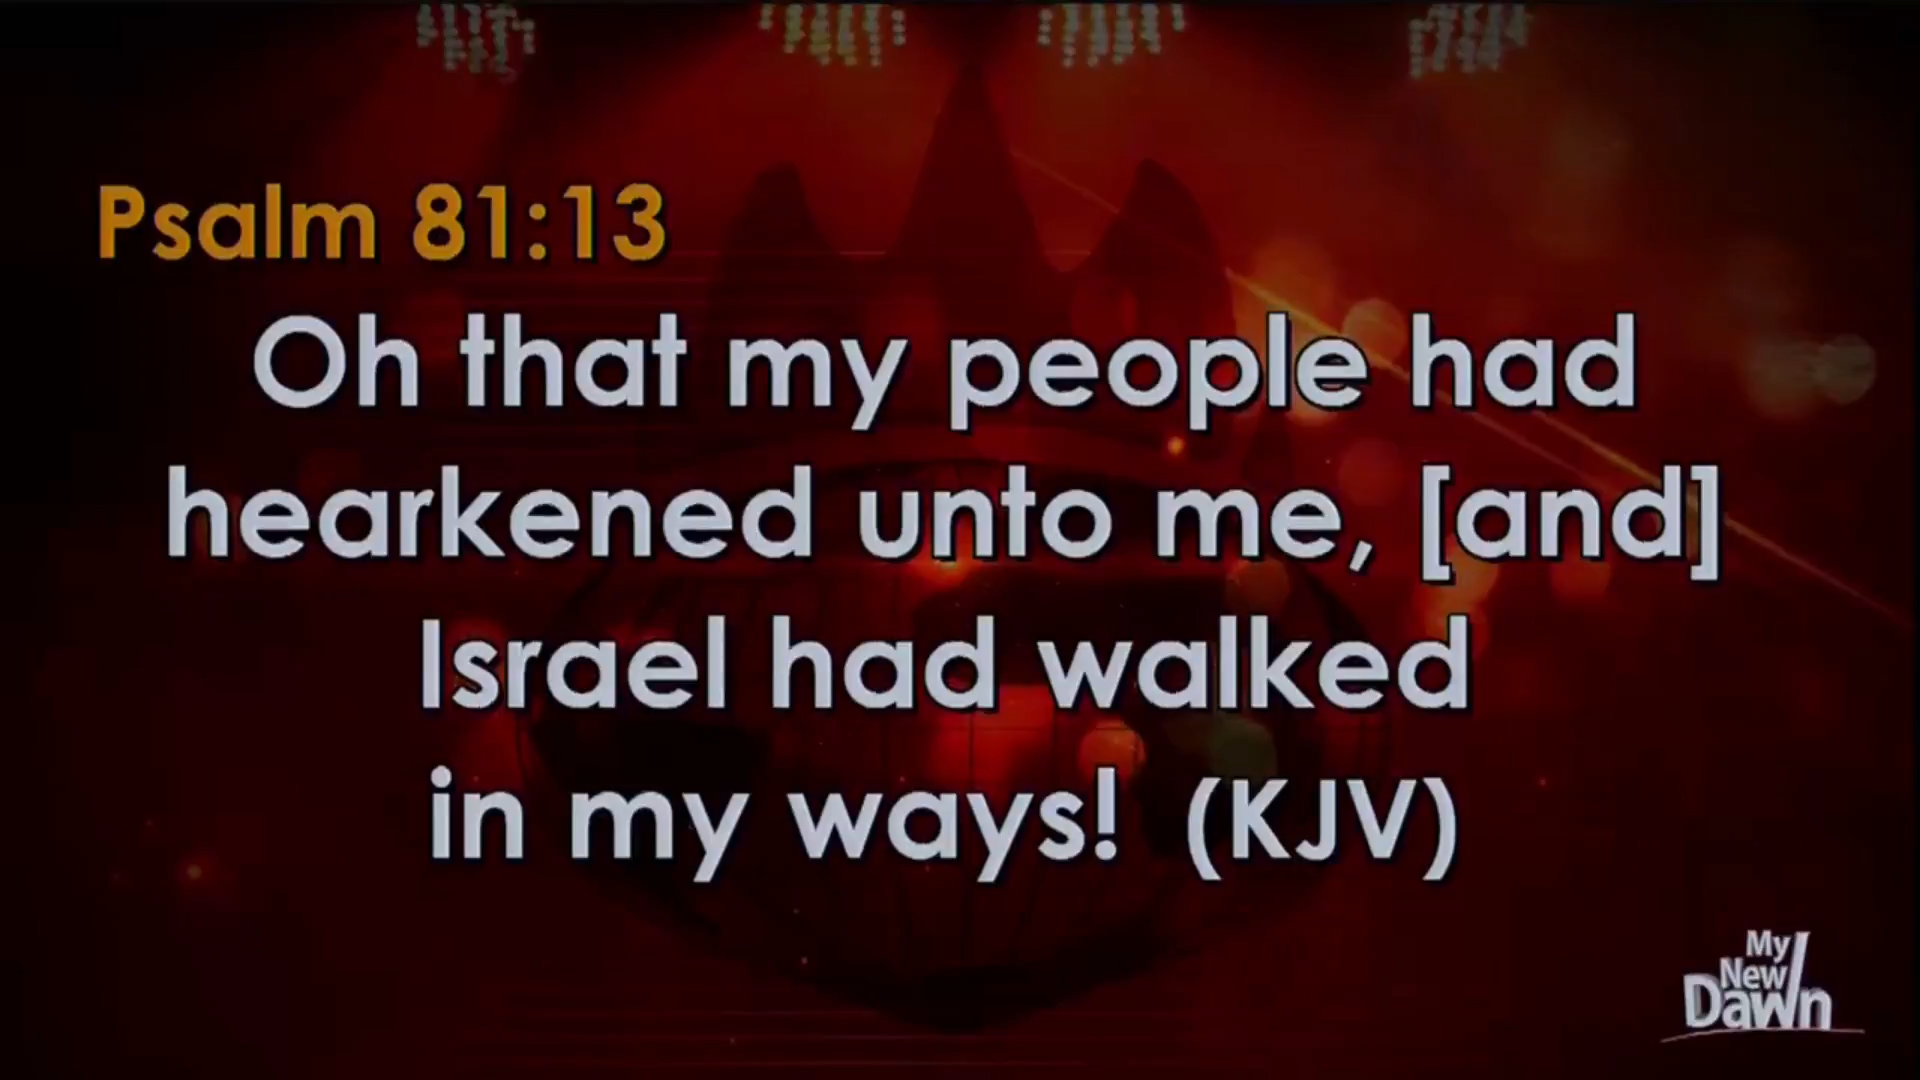 Psalm 81:13
Oh that my people had
hearkened unto me, [and]
Israel had walked
in my ways! (KJV)
My
New
Dawn